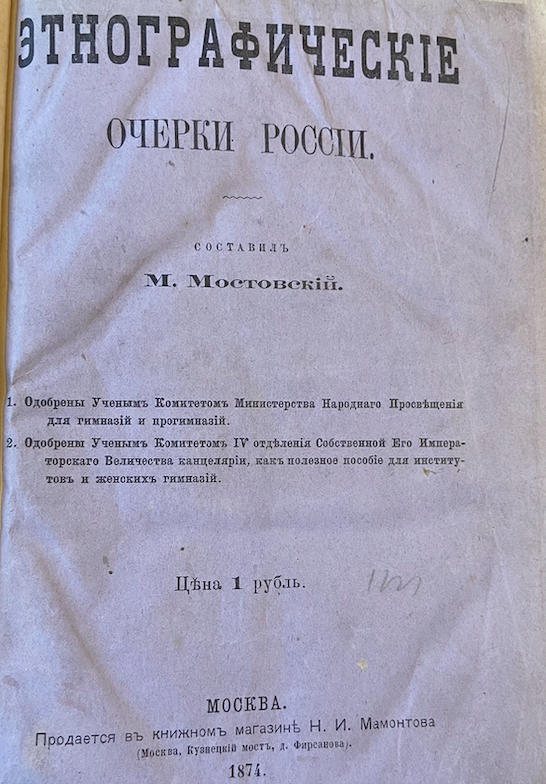 ЭТНОГРАФИЧЕСКІЕ
ОЧЕРКИ РОССІИ.
СОСТАВИЛЪ
М. Мостовскій.
1. Одобрены Ученымъ Комитетомъ Министерства Народнаго Просвѣщенія
для гимназій и прогимназій.
2. Одобрены Ученымъ Комитетомъ IV отдѣленія Собственной Его Импера-
торскаго Величества канцеляріи, какъ полезное пособіе для институ-
товъ и женскихъ гимназій.
Цѣна 1 рубль.
МОСКВА.
Продается въ книжномъ магазинѣ Н. И. Мамонтова
(Москва, Кузнецкій мостъ, д. Фирсанова).
1874.